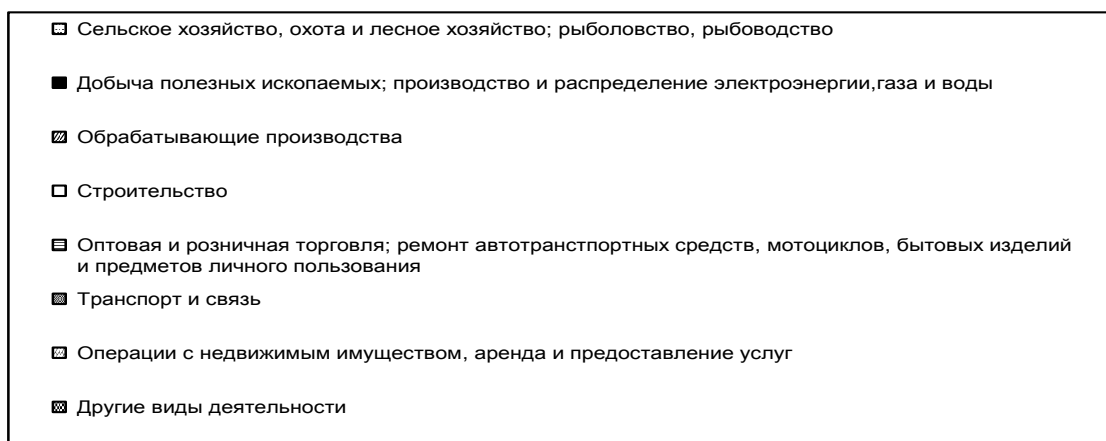 Сельское хозяйство, охота и лесное хозяйство; рыболовство, рыбоводство
Добыча полезных ископаемых; производство и распределение электроэнергии,газа и воды
Обрабатывающие производства
Строительство
Оптовая и розничная торговля; ремонт автотранстпортных средств, мотоциклов, бытовых изделий
и предметов личного пользования
Транспорт и связь
Операции с недвижимым имуществом, аренда и предоставление услуг
Другие виды деятельности